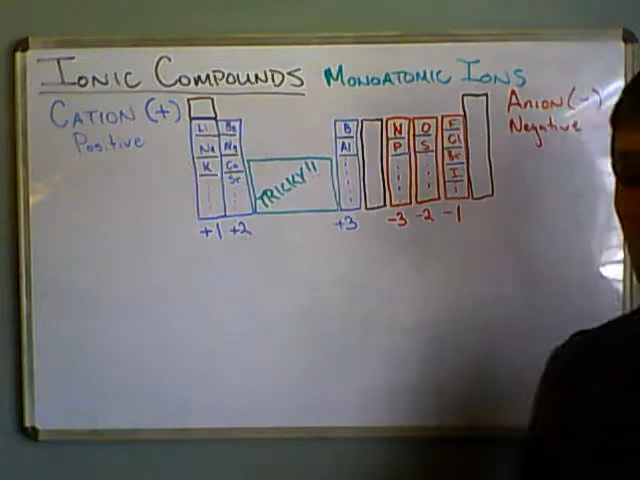 IONIC COMPOUNDS MONOATOMIC IONS
CATION (+)
Positive
ANION (-)
Negative
Li Be B N O F
Na Mg Al P S Cl
K Ca Br
Sr I
TRICKY!!
+1 +2 +3 -3 -2 -1